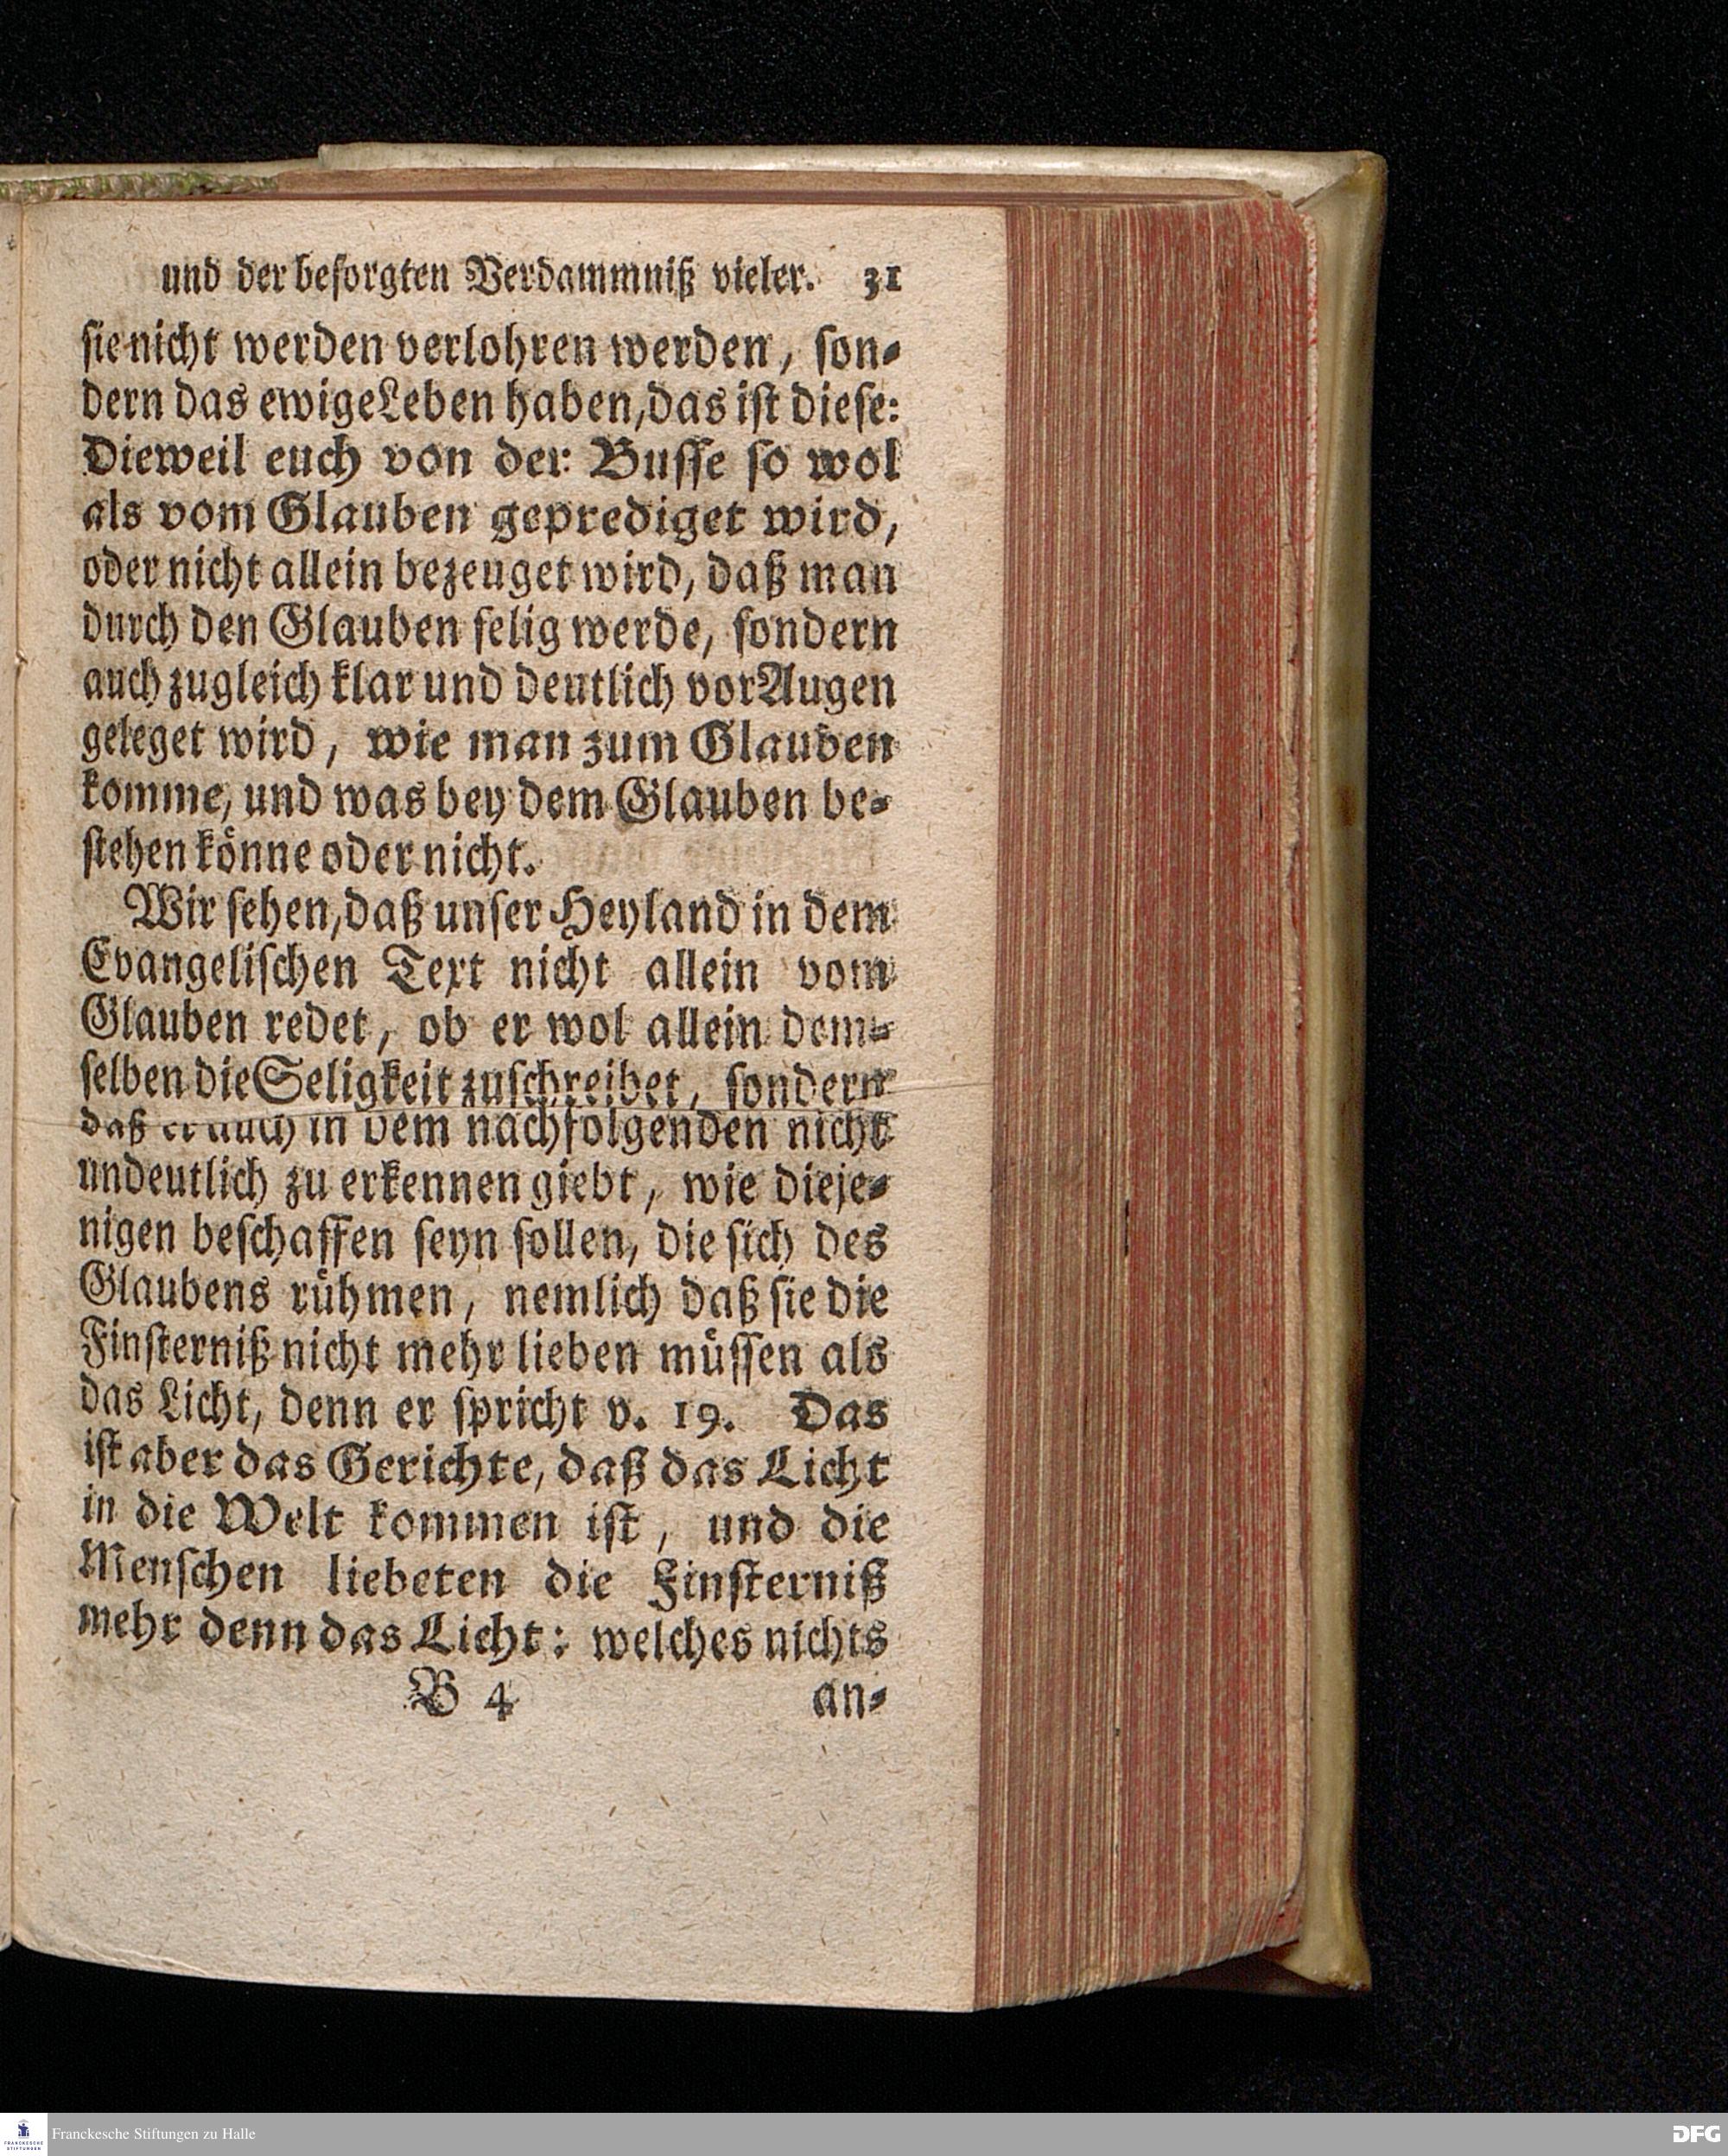 und der beſorgten Verdammniß vieler. 31
ſie nicht werden verlohren werden, ſon-
dern das ewige Leben haben, das iſt dieſe:
Dieweil euch von der Buſſe ſo wol
als vom Glauben geprediget wird,
oder nicht allein bezeuget wird, daß man
durch den Glauben ſelig werde, ſondern
auch zugleich klar und deutlich vor Augen
geleget wird, wie man zum Glauben
komme, und was bey dem Glauben be-
ſtehen könne oder nicht.
Wir ſehen, daß unſer Heyland in dem
Evangeliſchen Text nicht allein vom
Glauben redet, ob er wol allein dem-
ſelben die Seligkeit zuſchreibet, ſondern
daß er auch in dem nachfolgenden nicht
undeutlich zu erkennen giebt, wie dieje-
nigen beſchaffen ſeyn ſollen, die ſich des
Glaubens rühmen, nemlich daß ſie die
Finſterniß nicht mehr lieben müſſen als
das Licht, denn er ſpricht v. 19. Das
iſt aber das Gerichte, daß das Licht
in die Welt kommen iſt, und die
Menſchen liebeten die Finſterniß
mehr denn das Licht: welches nichts
B 4 an-
Franckesche Stiftungen zu Halle
FRANCKESCHE
STIFTUNGEN
DFG